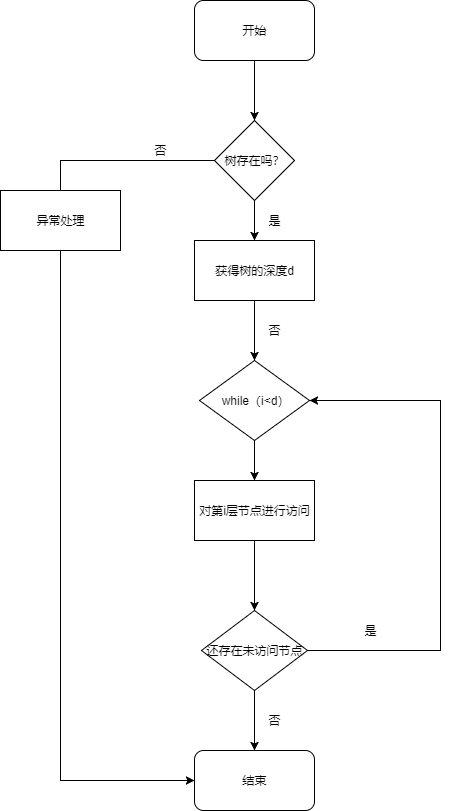 开始
否
树存在吗？
是
异常处理
获得树的深度d
否
while（i<d）
对第i层节点进行访问
是
还存在未访问节点
否
结束